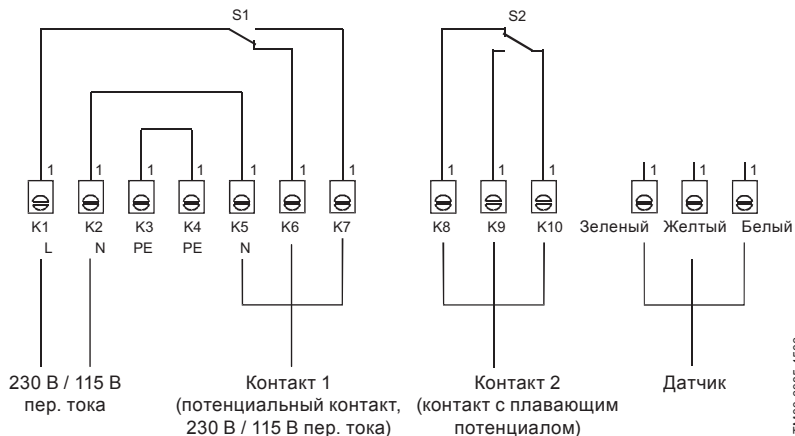 S1 S2
1 1 1 1 1 1 1 1 1 1 1 1 1
K1 K2 K3 K4 K5 K6 K7 K8 K9 K10 Зеленый Желтый Белый
L N PE PE N
230 В / 115 В
пер. тока
Контакт 1
(потенциальный контакт,
230 В / 115 В пер. тока)
Контакт 2
(контакт с плавающим
потенциалом)
Датчик